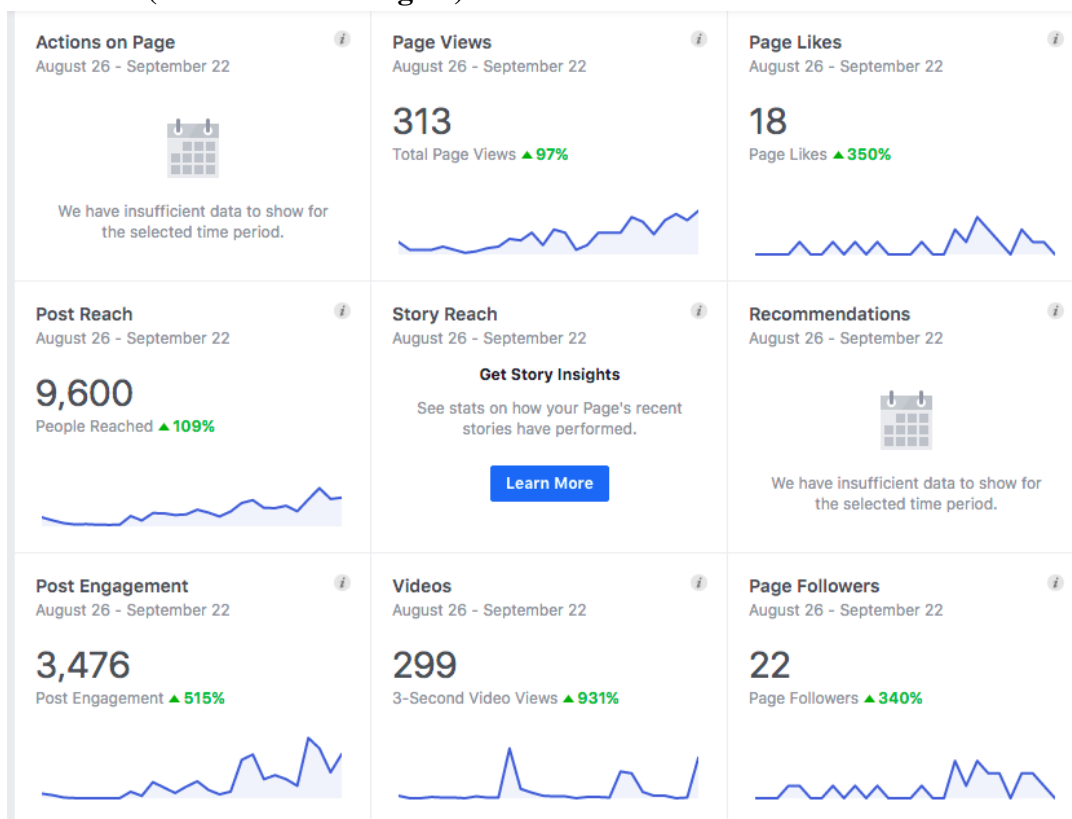 Actions on Page
August 26 - September 22
We have insufficient data to show for
the selected time period.
Page Views
August 26 - September 22
313
Total Page Views ▲ 97%
Page Likes
August 26 - September 22
18
Page Likes ▲ 350%
Post Reach
August 26 - September 22
9,600
People Reached ▲ 109%
Story Reach
August 26 - September 22
Get Story Insights
See stats on how your Page's recent
stories have performed.
Learn More
Recommendations
August 26 - September 22
We have insufficient data to show for
the selected time period.
Post Engagement
August 26 - September 22
3,476
Post Engagement ▲ 515%
Videos
August 26 - September 22
299
3-Second Video Views ▲ 931%
Page Followers
August 26 - September 22
22
Page Followers ▲ 340%